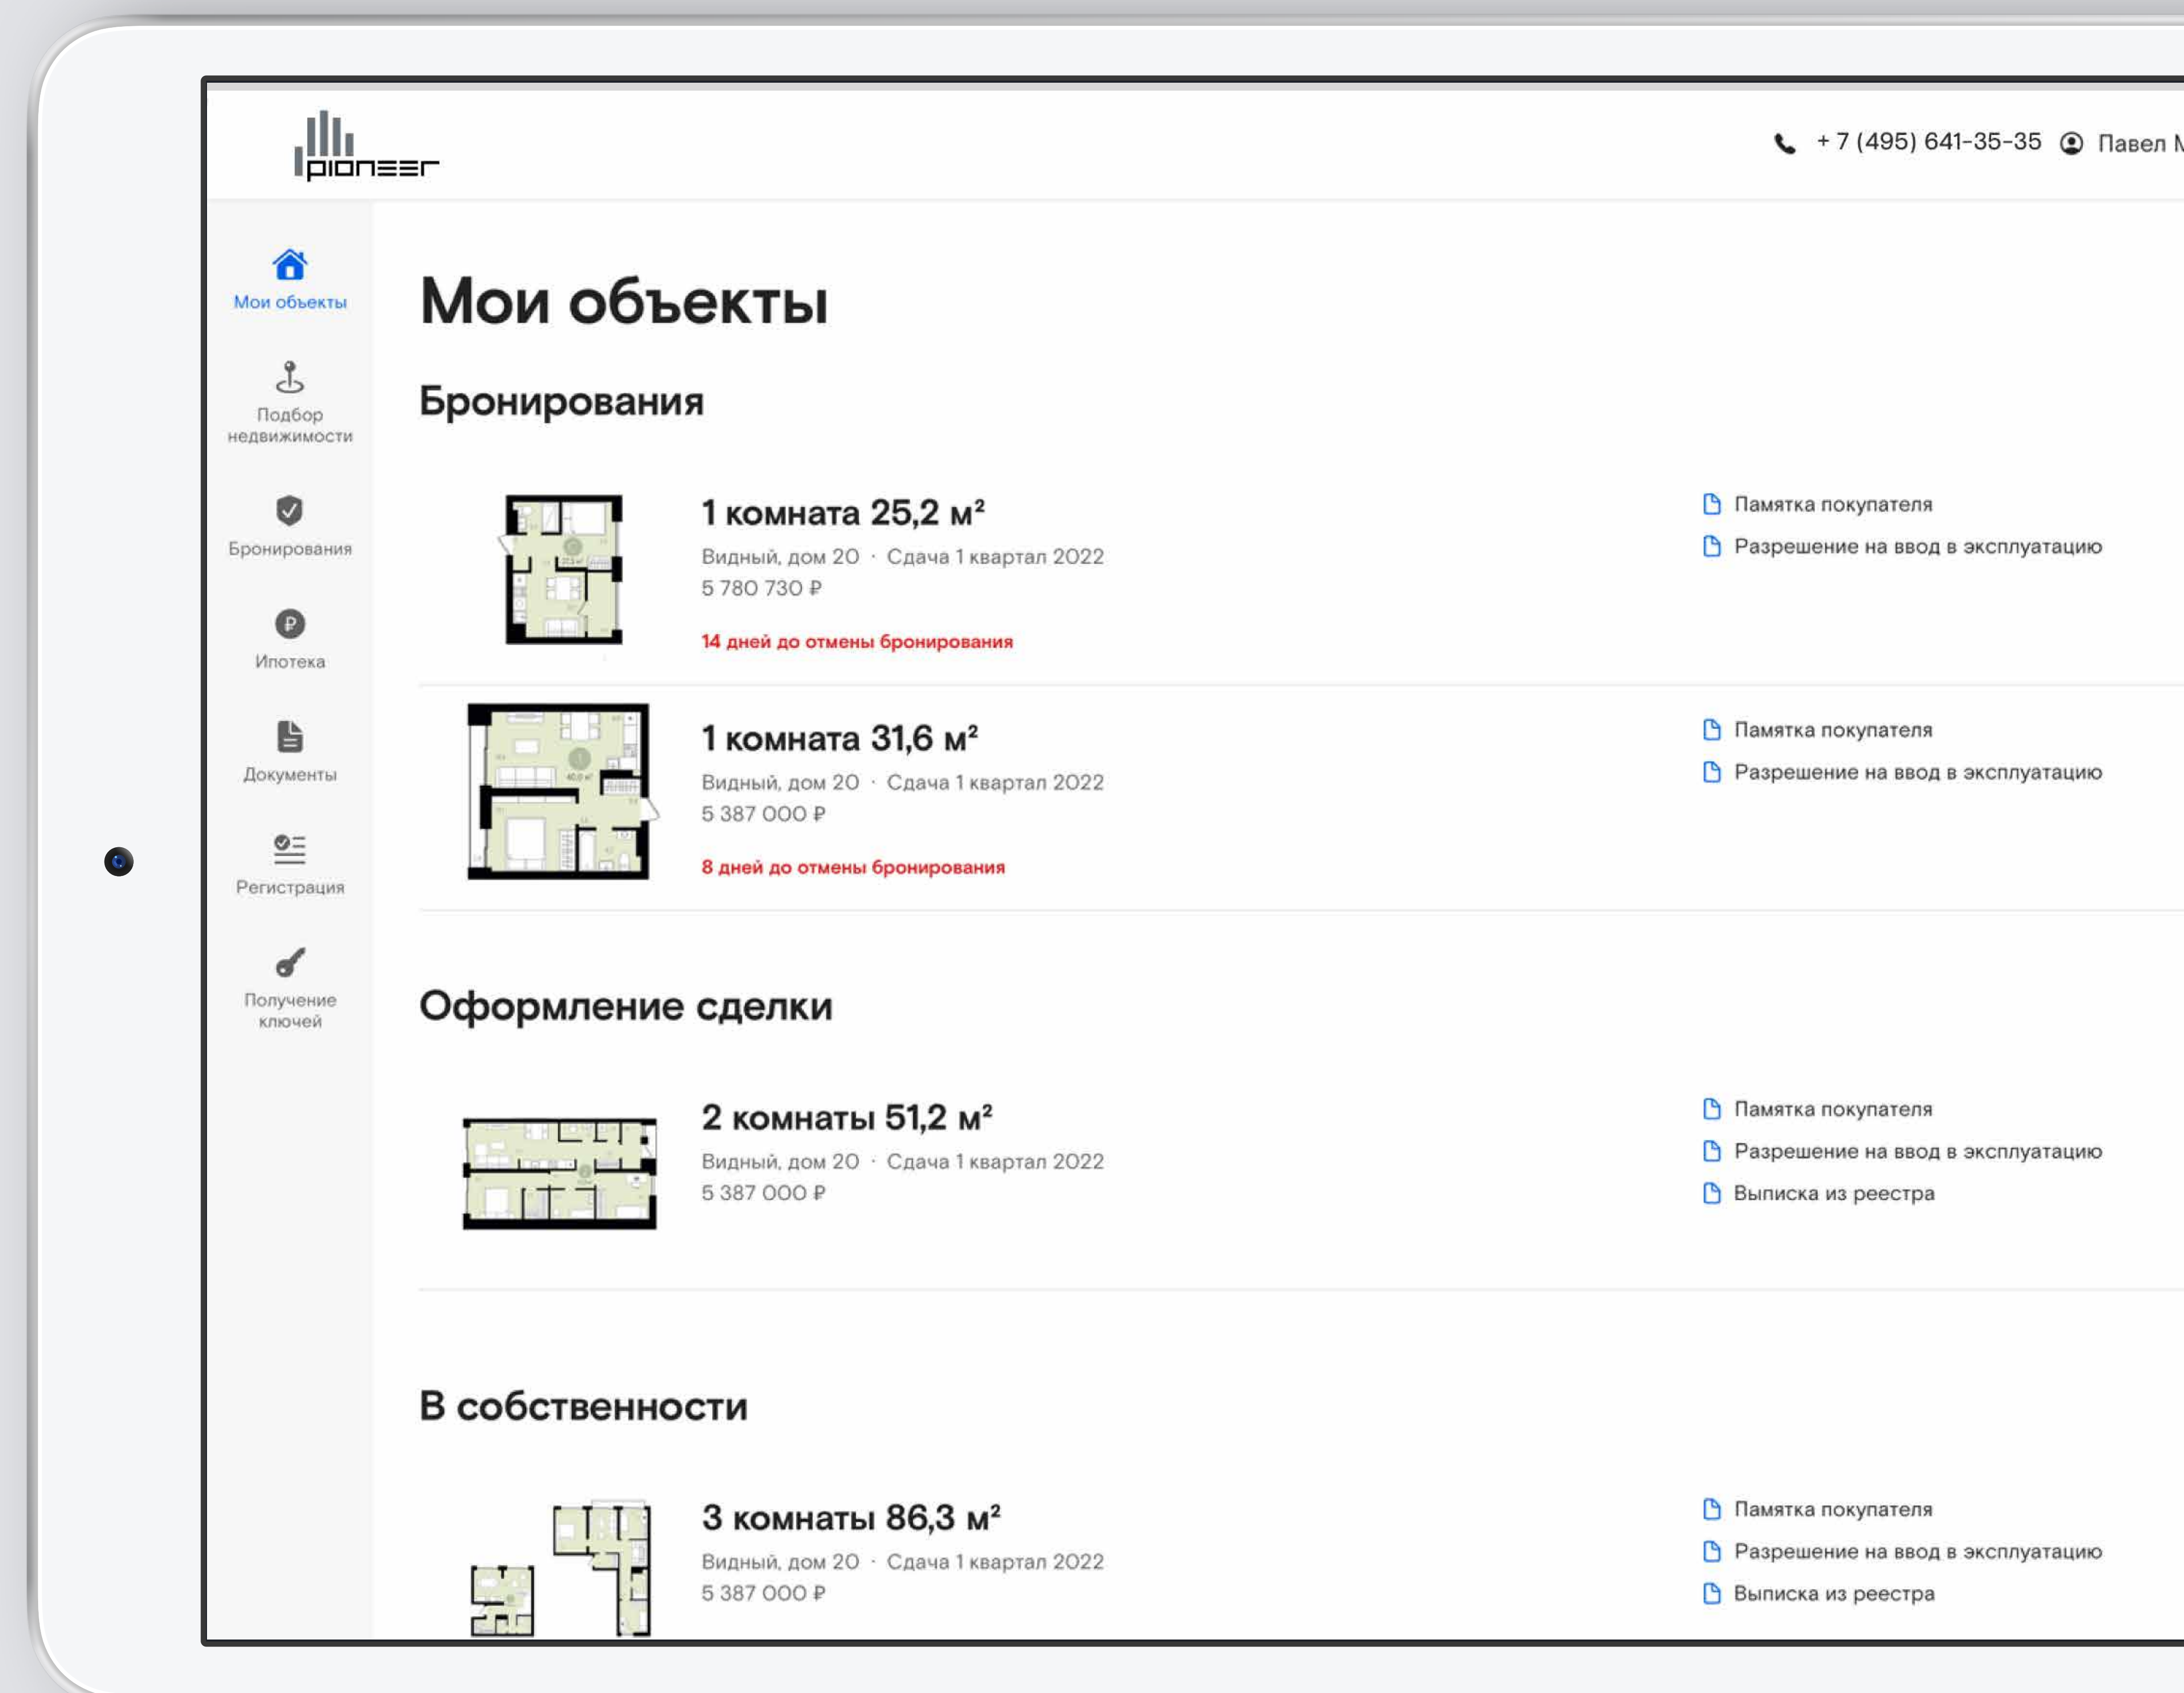 pioneer
+ 7 (495) 641-35-35
Павел
Мои объекты
Подбор
недвижимости
Бронирования
Ипотека
Документы
Регистрация
Получение
ключей
Мои объекты
Бронирования
1 комната 25,2 м²
Видный, дом 20 · Сдача 1 квартал 2022
5 780 730 ₽
14 дней до отмены бронирования
Памятка покупателя
Разрешение на ввод в эксплуатацию
1 комната 31,6 м²
Видный, дом 20 · Сдача 1 квартал 2022
5 387 000 ₽
8 дней до отмены бронирования
Памятка покупателя
Разрешение на ввод в эксплуатацию
Оформление сделки
2 комнаты 51,2 м²
Видный, дом 20 · Сдача 1 квартал 2022
5 387 000 ₽
Памятка покупателя
Разрешение на ввод в эксплуатацию
Выписка из реестра
В собственности
3 комнаты 86,3 м²
Видный, дом 20 · Сдача 1 квартал 2022
5 387 000 ₽
Памятка покупателя
Разрешение на ввод в эксплуатацию
Выписка из реестра